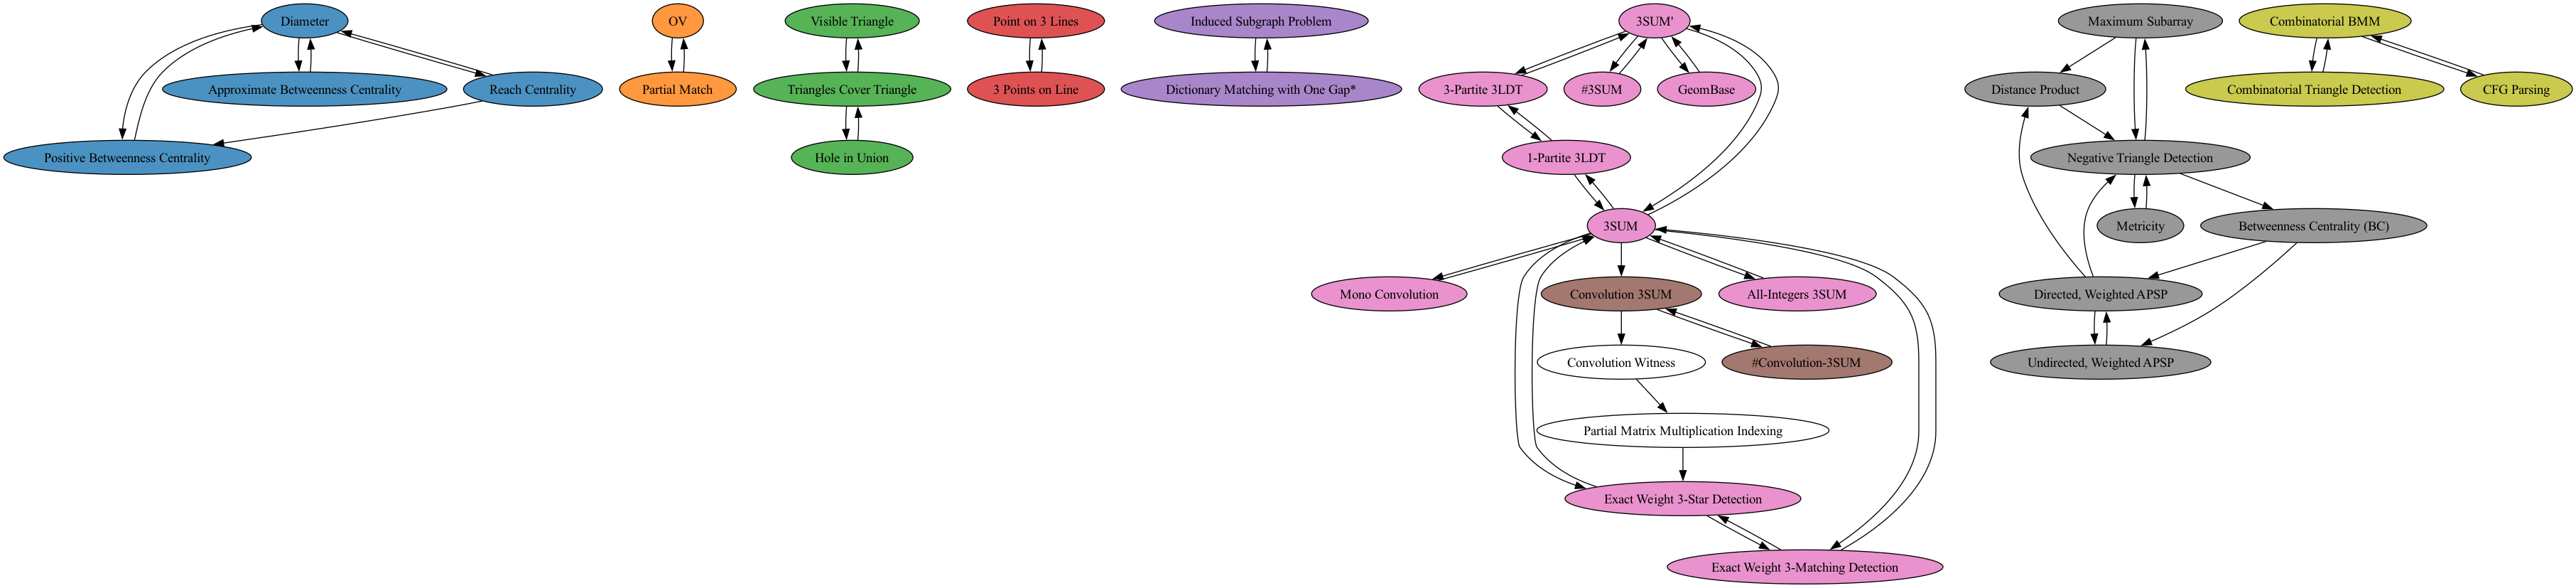 Diameter
OV
Visible Triangle
Point on 3 Lines
Induced Subgraph Problem
3SUM'
Maximum Subarray
Combinatorial BMM
Approximate Betweenness Centrality
Reach Centrality
Partial Match
Triangles Cover Triangle
3 Points on Line
Dictionary Matching with One Gap*
3-Partite 3LDT
#3SUM
GeomBase
Distance Product
Combinatorial Triangle Detection
CFG Parsing
Positive Betweenness Centrality
Hole in Union
1-Partite 3LDT
Negative Triangle Detection
3SUM
Metricity
Betweenness Centrality (BC)
Mono Convolution
Convolution 3SUM
All-Integers 3SUM
Directed, Weighted APSP
Convolution Witness
#Convolution-3SUM
Undirected, Weighted APSP
Partial Matrix Multiplication Indexing
Exact Weight 3-Star Detection
Exact Weight 3-Matching Detection